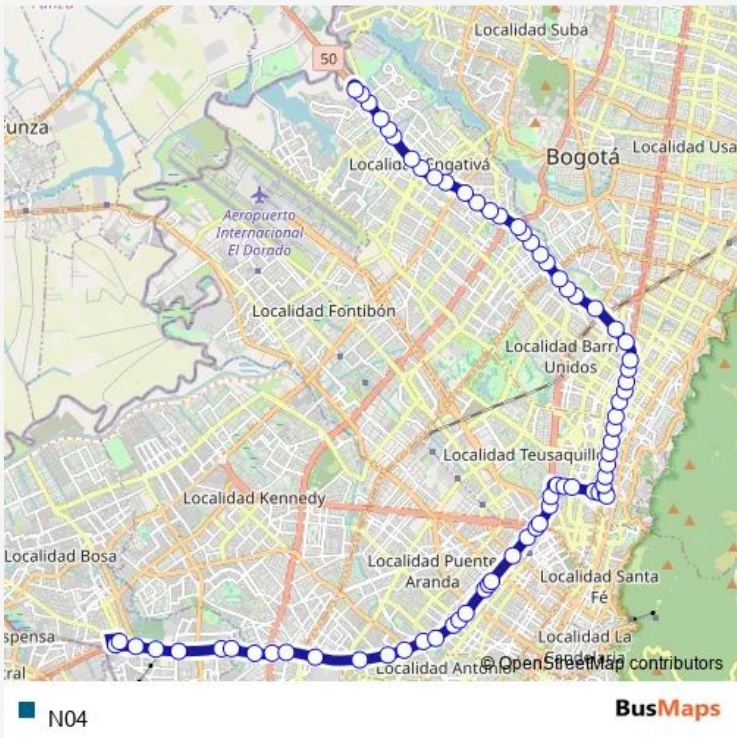 50
Localidad Suba
unza
Localidad Engativá
Bogotá
Localidad Usa
Aeropuerto
Internacional
El Dorado
Localidad Fontibón
Localidad Barri
Unidos
Localidad Teusaquillo
Localidad Kennedy
Localidad Bosa
Localidad Puente
Aranda
Localidad Santa
Fé
spensa
tral
Localidad La
Candelaria
Localidad Antonio
© OpenStreetMap contributors
N04
BusMaps